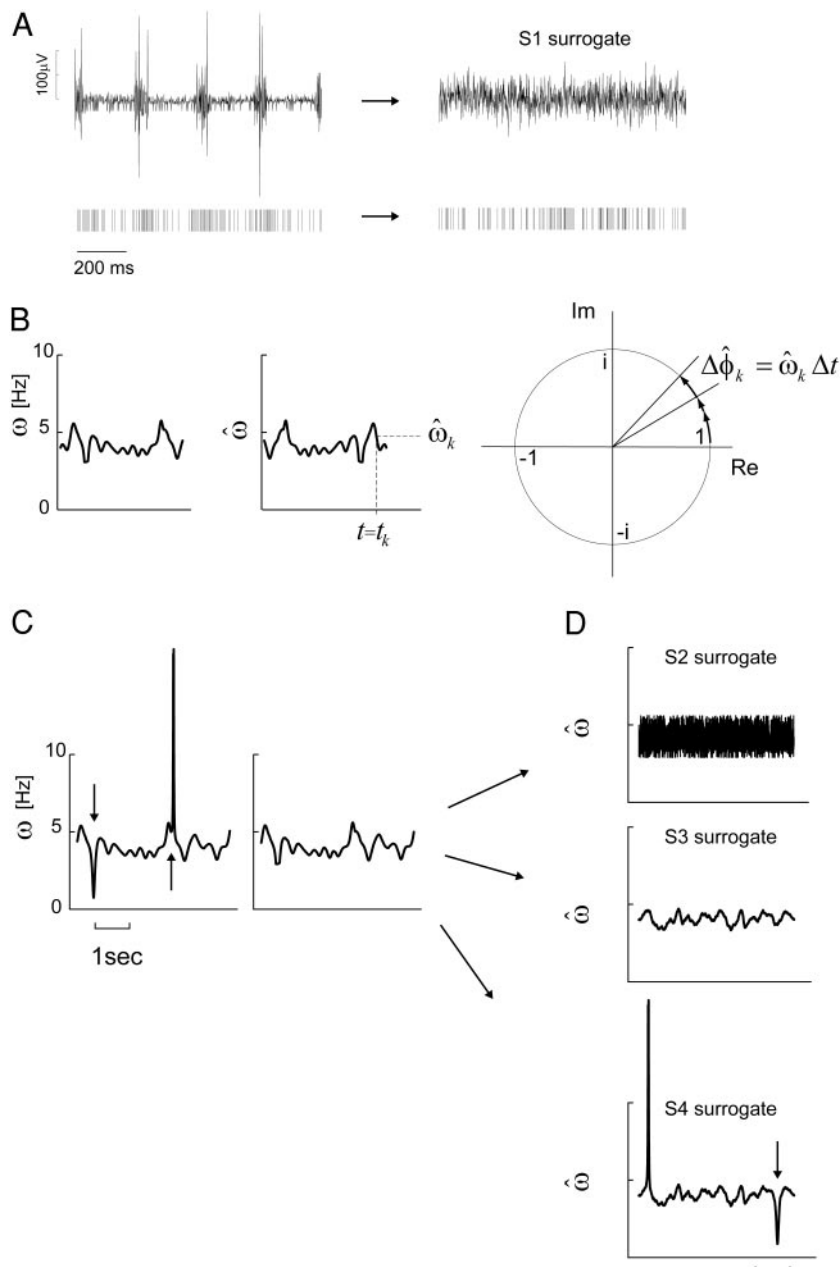 A
100μV
S1 surrogate
200 ms
B
10
5
0
ω [Hz]
ω̂
ω̂k
t=tk
Im
i
-1
1
Re
-i
Δϕ̂k = ω̂k Δt
C
10
5
0
ω [Hz]
1sec
D
S2 surrogate
ω̂
S3 surrogate
ω̂
S4 surrogate
ω̂